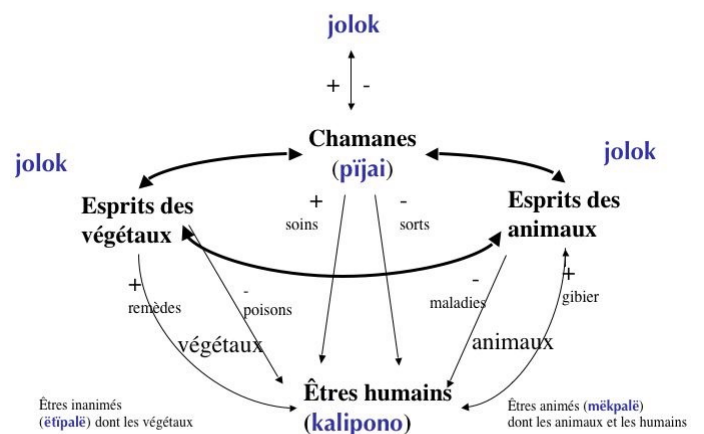 jolok
+ -
Chamanes
(pïjai)
jolok
jolok
Esprits des
végétaux
Esprits des
animaux
+
soins
-
sorts
+
remèdes
-
poisons
-
maladies
+
gibier
végétaux
animaux
Êtres humains
(kalipono)
Êtres inanimés
(ëtïpalë) dont les végétaux
Êtres animés (mëkpalë)
dont les animaux et les humains